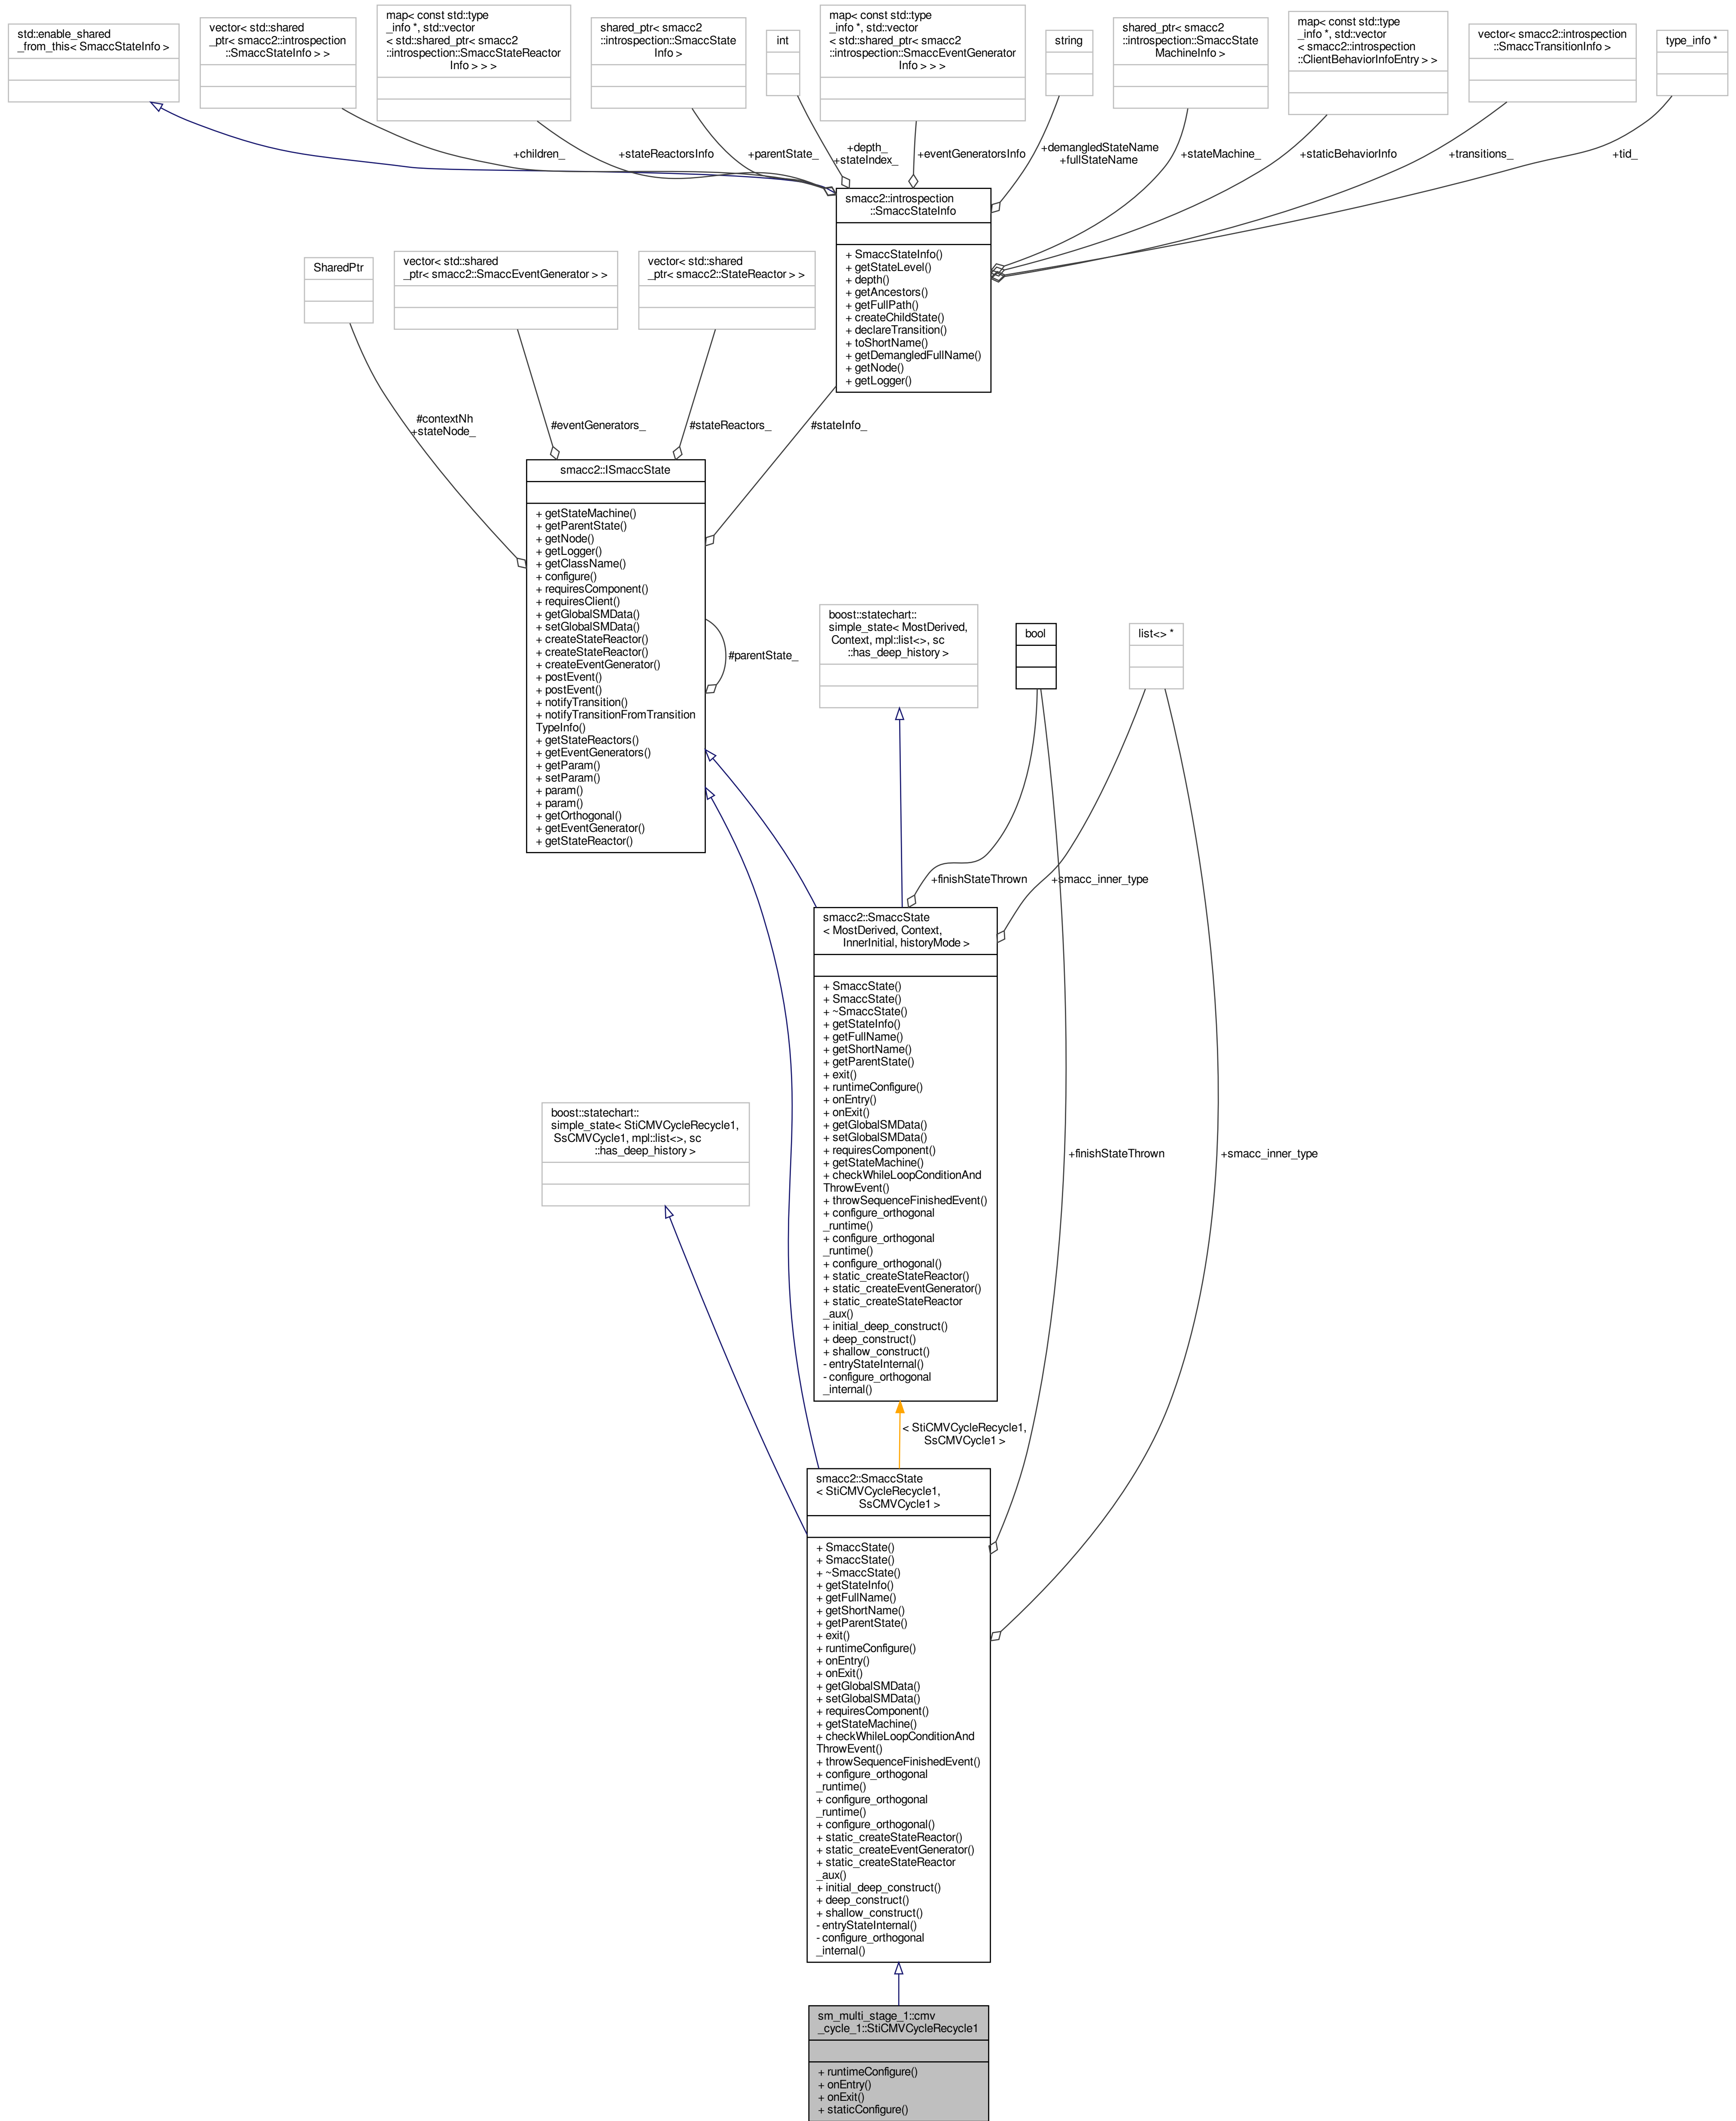 std::enable_shared
_from_this< SmaccStateInfo >
vector< std::shared
_ptr< smacc2::introspection
::SmaccStateInfo > >
map< const std::type
_info *, std::vector
< std::shared_ptr< smacc2
::introspection::SmaccStateReactor
Info > > >
shared_ptr< smacc2
::introspection::SmaccState
Info >
int
map< const std::type
_info *, std::vector
< std::shared_ptr< smacc2
::introspection::SmaccEventGenerator
Info > > >
string
shared_ptr< smacc2
::introspection::SmaccState
MachineInfo >
map< const std::type
_info *, std::vector
< smacc2::introspection
::ClientBehaviorInfoEntry > >
vector< smacc2::introspection
::SmaccTransitionInfo >
type_info *
+children_
+stateReactorsInfo
+parentState_
+depth_
+stateIndex_
+eventGeneratorsInfo
+demangledStateName
+fullStateName
+stateMachine_
+staticBehaviorInfo
+transitions_
+tid_
smacc2::introspection
::SmaccStateInfo
+ SmaccStateInfo()
+ getStateLevel()
+ depth()
+ getAncestors()
+ getFullPath()
+ createChildState()
+ declareTransition()
+ toShortName()
+ getDemangledFullName()
+ getNode()
+ getLogger()
SharedPtr
vector< std::shared
_ptr< smacc2::SmaccEventGenerator > >
vector< std::shared
_ptr< smacc2::StateReactor > >
#contextNh
+stateNode_
#eventGenerators_
#stateReactors_
#stateInfo_
smacc2::ISmaccState
+ getStateMachine()
+ getParentState()
+ getNode()
+ getLogger()
+ getClassName()
+ configure()
+ requiresComponent()
+ requiresClient()
+ getGlobalSMData()
+ setGlobalSMData()
+ createStateReactor()
+ createStateReactor()
+ createEventGenerator()
+ postEvent()
+ postEvent()
+ notifyTransition()
+ notifyTransitionFromTransition
TypeInfo()
+ getStateReactors()
+ getEventGenerators()
+ getParam()
+ setParam()
+ param()
+ param()
+ getOrthogonal()
+ getEventGenerator()
+ getStateReactor()
#parentState_
boost::statechart::
simple_state< MostDerived,
Context, mpl::list<>, sc
::has_deep_history >
bool
list<> *
+finishStateThrown
+smacc_inner_type
smacc2::SmaccState
< MostDerived, Context,
InnerInitial, historyMode >
+ SmaccState()
+ SmaccState()
+ ~SmaccState()
+ getStateInfo()
+ getFullName()
+ getShortName()
+ getParentState()
+ exit()
+ runtimeConfigure()
+ onEntry()
+ onExit()
+ getGlobalSMData()
+ setGlobalSMData()
+ requiresComponent()
+ getStateMachine()
+ checkWhileLoopConditionAnd
ThrowEvent()
+ throwSequenceFinishedEvent()
+ configure_orthogonal
_runtime()
+ configure_orthogonal
_runtime()
+ configure_orthogonal()
+ static_createStateReactor()
+ static_createEventGenerator()
+ static_createStateReactor
_aux()
+ initial_deep_construct()
+ deep_construct()
+ shallow_construct()
- entryStateInternal()
- configure_orthogonal
_internal()
boost::statechart::
simple_state< StiCMVCycleRecycle1,
SsCMVCycle1, mpl::list<>, sc
::has_deep_history >
+finishStateThrown
+smacc_inner_type
< StiCMVCycleRecycle1,
SsCMVCycle1 >
smacc2::SmaccState
< StiCMVCycleRecycle1,
SsCMVCycle1 >
+ SmaccState()
+ SmaccState()
+ ~SmaccState()
+ getStateInfo()
+ getFullName()
+ getShortName()
+ getParentState()
+ exit()
+ runtimeConfigure()
+ onEntry()
+ onExit()
+ getGlobalSMData()
+ setGlobalSMData()
+ requiresComponent()
+ getStateMachine()
+ checkWhileLoopConditionAnd
ThrowEvent()
+ throwSequenceFinishedEvent()
+ configure_orthogonal
_runtime()
+ configure_orthogonal
_runtime()
+ configure_orthogonal()
+ static_createStateReactor()
+ static_createEventGenerator()
+ static_createStateReactor
_aux()
+ initial_deep_construct()
+ deep_construct()
+ shallow_construct()
- entryStateInternal()
- configure_orthogonal
_internal()
sm_multi_stage_1::cmv
_cycle_1::StiCMVCycleRecycle1
+ runtimeConfigure()
+ onEntry()
+ onExit()
+ staticConfigure()